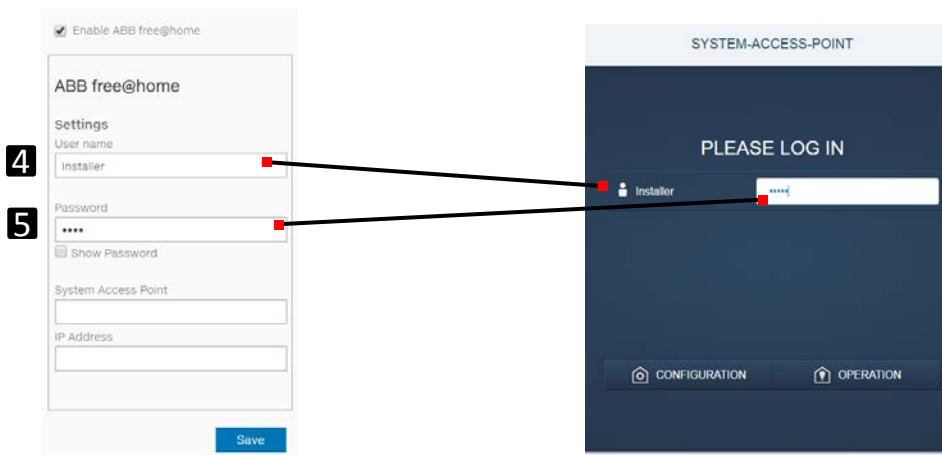 Enable ABB free@home
ABB free@home
Settings
4
User name
Installer
Password
5
••••
Show Password
System Access Point
IP Address
Save
SYSTEM-ACCESS-POINT
PLEASE LOG IN
Installer
•••••
CONFIGURATION
OPERATION